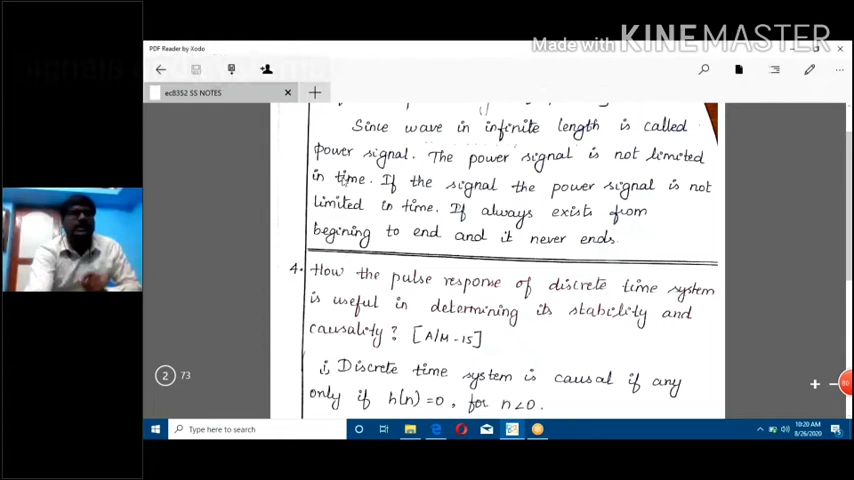 Made with KINEMASTER
PDF Reader by Xodo
ec8352 SS NOTES
Since wave in infinite length is called
power signal. The power signal is not limited
in time. If the signal the power signal is not
limited in time. If always exists from
begining to end and it never ends.
4. How the pulse response of discrete time system
is useful in determining its stability and
causality? [A/M-15]
i, Discrete time system is causal if any
only if h(n)=0, for n<0.
2 73
80
Type here to search
10:20 AM
8/26/2020